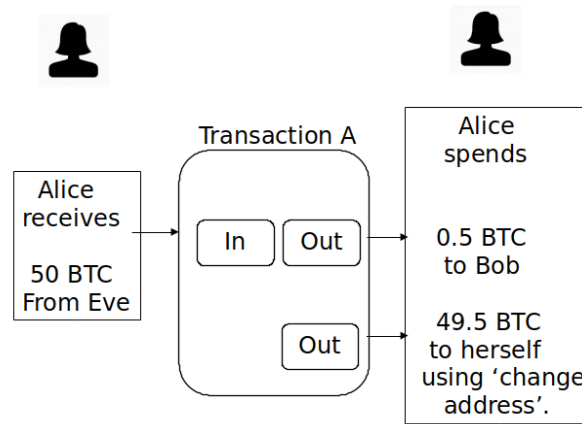 Transaction A
Alice
receives
50 BTC
From Eve
In
Out
Out
Alice
spends
0.5 BTC
to Bob
49.5 BTC
to herself
using ‘change
address’.